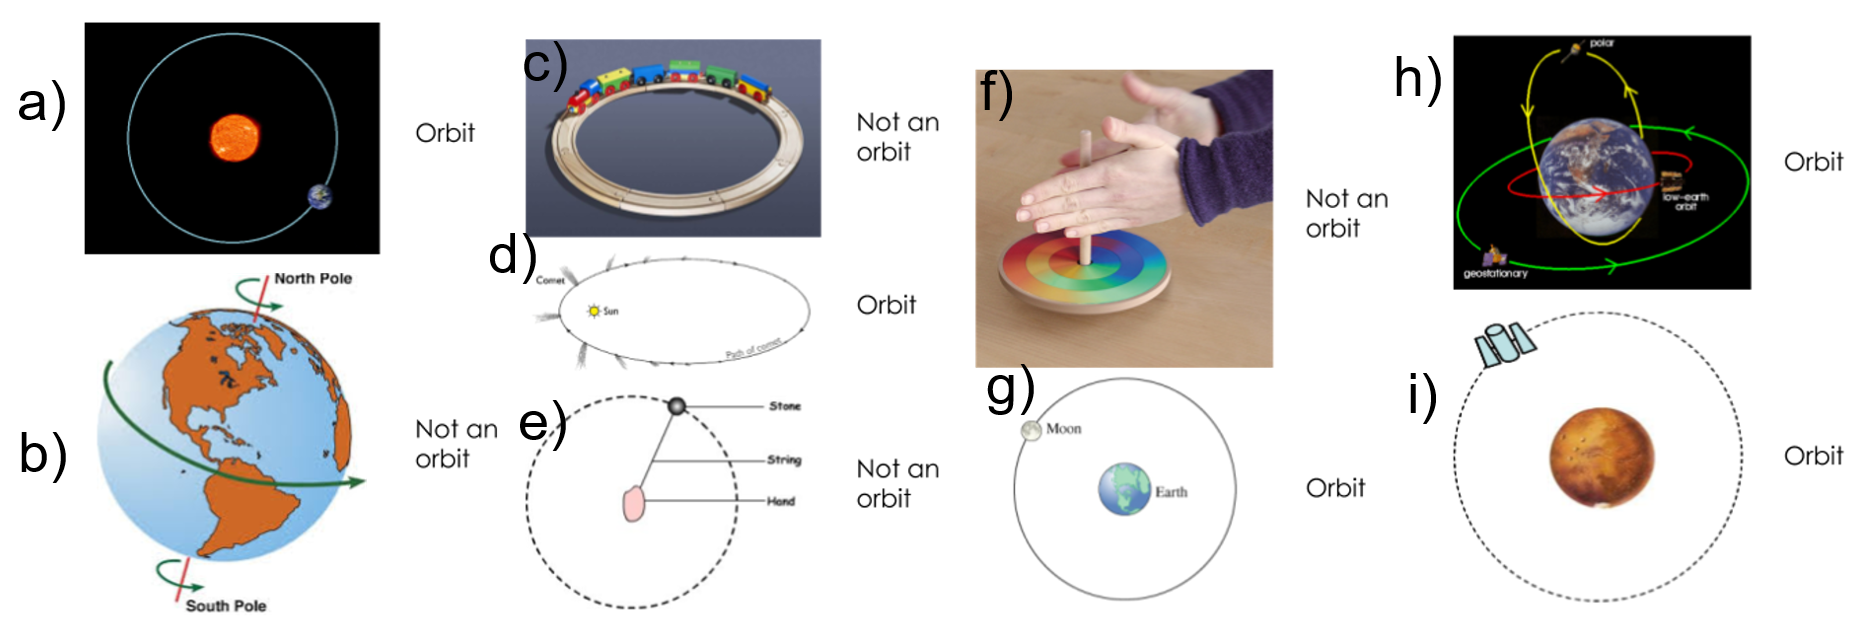 a)
Orbit
b)
North Pole
South Pole
Not an
orbit
c)
Not an
orbit
d)
Comet
Sun
Path of comet
Orbit
e)
Stone
String
Hand
Not an
orbit
f)
Not an
orbit
g)
Moon
Earth
Orbit
h)
polar
low-earth
orbit
geostationary
Orbit
i)
Orbit